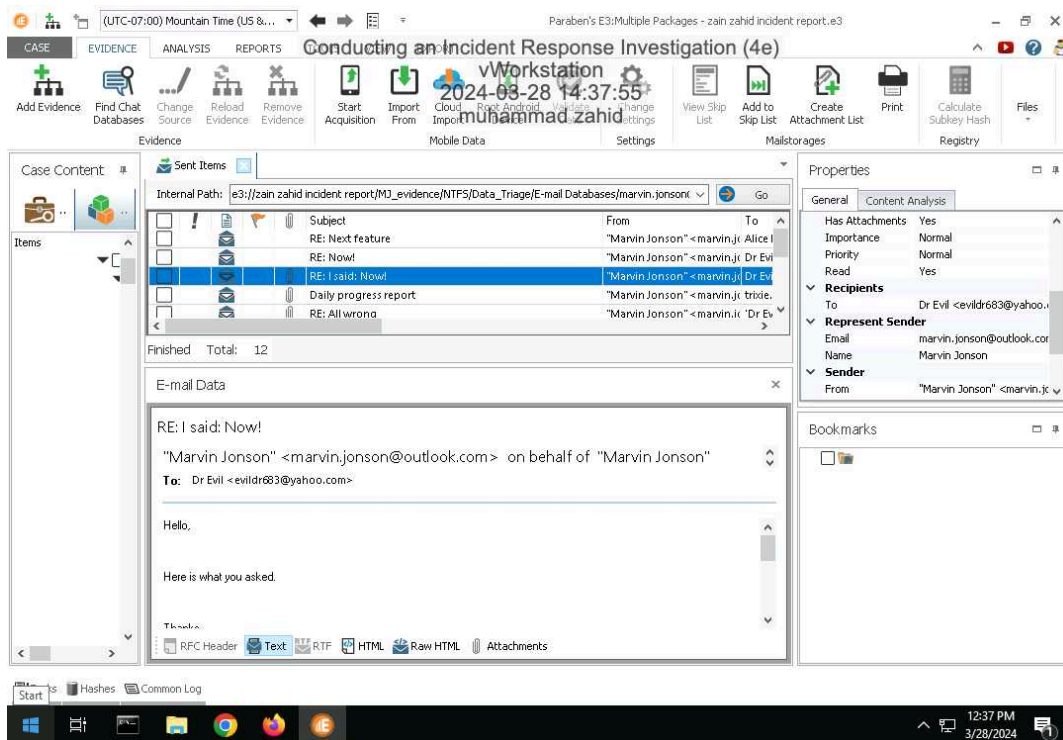 (UTC-07:00) Mountain Time (US &...
Paraben's E3:Multiple Packages - zain zahid incident report.e3
CASE EVIDENCE ANALYSIS REPORTS
Conducting an Incident Response Investigation (4e)
vWorkstation
2024-03-28 14:37:55
muhammad zahid
Add Evidence
Find Chat Databases
Change Source
Reload Evidence
Remove Evidence
Start Acquisition
Import From
Cloud Import
Root Android Device
Change Settings
View Skip List
Add to Skip List
Create Attachment List
Print
Calculate Subkey Hash
Files
Evidence Mobile Data Settings Mailstorages Registry
Case Content
Items
Sent Items
Internal Path: e3://zain zahid incident report/MJ_evidence/NTFS/Data_Triage/E-mail Databases/marvin.jonson( Go
! Subject From To
RE: Next feature "Marvin Jonson" <marvin.jc Alice
RE: Now! "Marvin Jonson" <marvin.jc Dr Evi
RE: I said: Now! "Marvin Jonson" <marvin.jc Dr Evi
Daily progress report "Marvin Jonson" <marvin.jc trixie.
RE: All wrong "Marvin Jonson" <marvin.jc 'Dr Ev
Finished Total: 12
E-mail Data
RE: I said: Now!
"Marvin Jonson" <marvin.jonson@outlook.com> on behalf of "Marvin Jonson"
To: Dr Evil <evildr683@yahoo.com>
Hello,
Here is what you asked.
Thanks
RFC Header Text RTF HTML Raw HTML Attachments
Properties
General Content Analysis
Has Attachments Yes
Importance Normal
Priority Normal
Read Yes
Recipients
To Dr Evil <evildr683@yahoo.
Represent Sender
Email marvin.jonson@outlook.cor
Name Marvin Jonson
Sender
From "Marvin Jonson" <marvin.jc
Bookmarks
Start
Hashes Common Log
12:37 PM
3/28/2024